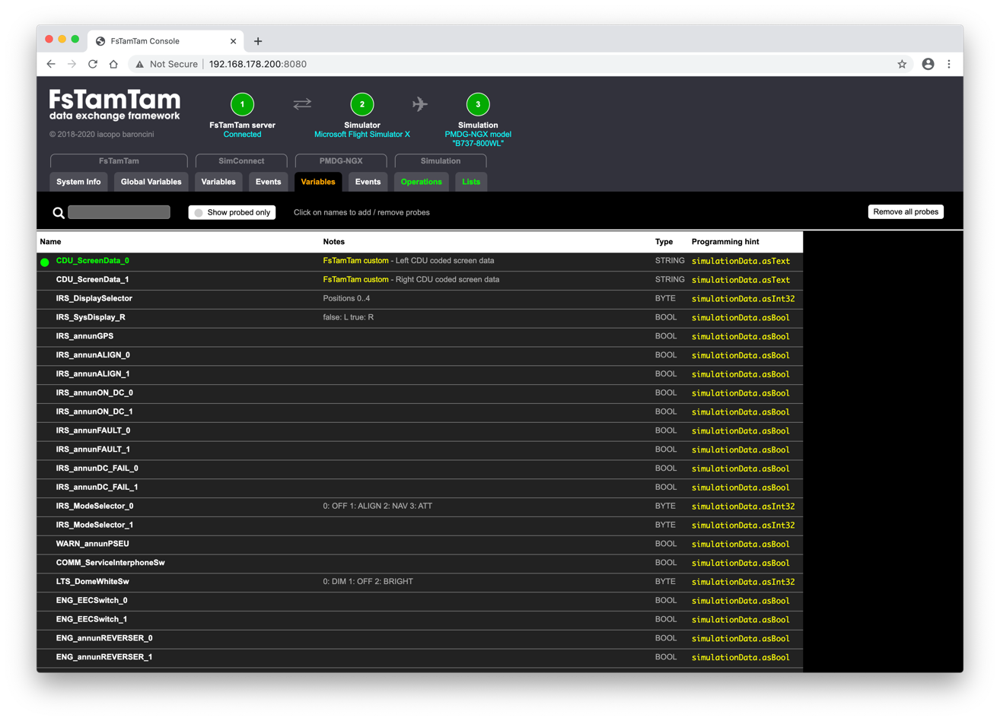 FsTamTam Console
Not Secure 192.168.178.200:8080
FsTamTam
data exchange framework
© 2018-2020 iacopo baroncini
1
FsTamTam server
Connected
2
Simulator
Microsoft Flight Simulator X
3
Simulation
PMDG-NGX model
"B737-800WL"
FsTamTam SimConnect PMDG-NGX Simulation
System Info Global Variables Variables Events Variables Events Operations Lists
Show probed only Click on names to add / remove probes Remove all probes
Name Notes Type Programming hint
CDU_ScreenData_0 FsTamTam custom - Left CDU coded screen data STRING simulationData.asText
CDU_ScreenData_1 FsTamTam custom - Right CDU coded screen data STRING simulationData.asText
IRS_DisplaySelector Positions 0..4 BYTE simulationData.asInt32
IRS_SysDisplay_R false: L true: R BOOL simulationData.asBool
IRS_annunGPS BOOL simulationData.asBool
IRS_annunALIGN_0 BOOL simulationData.asBool
IRS_annunALIGN_1 BOOL simulationData.asBool
IRS_annunON_DC_0 BOOL simulationData.asBool
IRS_annunON_DC_1 BOOL simulationData.asBool
IRS_annunFAULT_0 BOOL simulationData.asBool
IRS_annunFAULT_1 BOOL simulationData.asBool
IRS_annunDC_FAIL_0 BOOL simulationData.asBool
IRS_annunDC_FAIL_1 BOOL simulationData.asBool
IRS_ModeSelector_0 0: OFF 1: ALIGN 2: NAV 3: ATT BYTE simulationData.asInt32
IRS_ModeSelector_1 BYTE simulationData.asInt32
WARN_annunPSEU BOOL simulationData.asBool
COMM_ServiceInterphoneSw BOOL simulationData.asBool
LTS_DomeWhiteSw 0: DIM 1: OFF 2: BRIGHT BYTE simulationData.asInt32
ENG_EECSwitch_0 BOOL simulationData.asBool
ENG_EECSwitch_1 BOOL simulationData.asBool
ENG_annunREVERSER_0 BOOL simulationData.asBool
ENG_annunREVERSER_1 BOOL simulationData.asBool